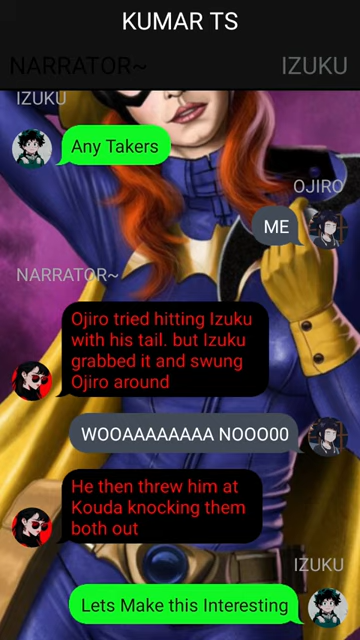 KUMAR TS
NARRATOR~
IZUKU
IZUKU
Any Takers
OJIRO
ME
NARRATOR~
Ojiro tried hitting Izuku
with his tail. but Izuku
grabbed it and swung
Ojiro around
WOOAAAAAAAA NOOO00
He then threw him at
Kouda knocking them
both out
IZUKU
Lets Make this Interesting